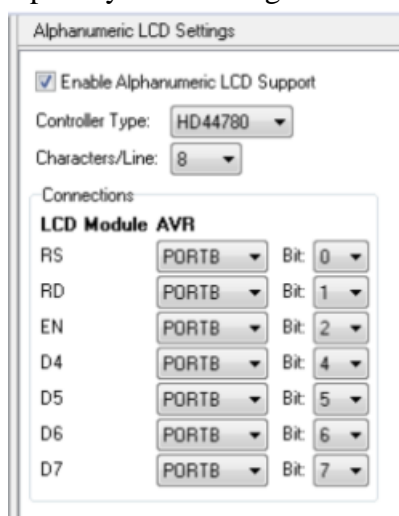 Alphanumeric LCD Settings
Enable Alphanumeric LCD Support
Controller Type: HD44780
Characters/Line: 8
Connections
LCD Module AVR
RS PORTB Bit: 0
RD PORTB Bit: 1
EN PORTB Bit: 2
D4 PORTB Bit: 4
D5 PORTB Bit: 5
D6 PORTB Bit: 6
D7 PORTB Bit: 7